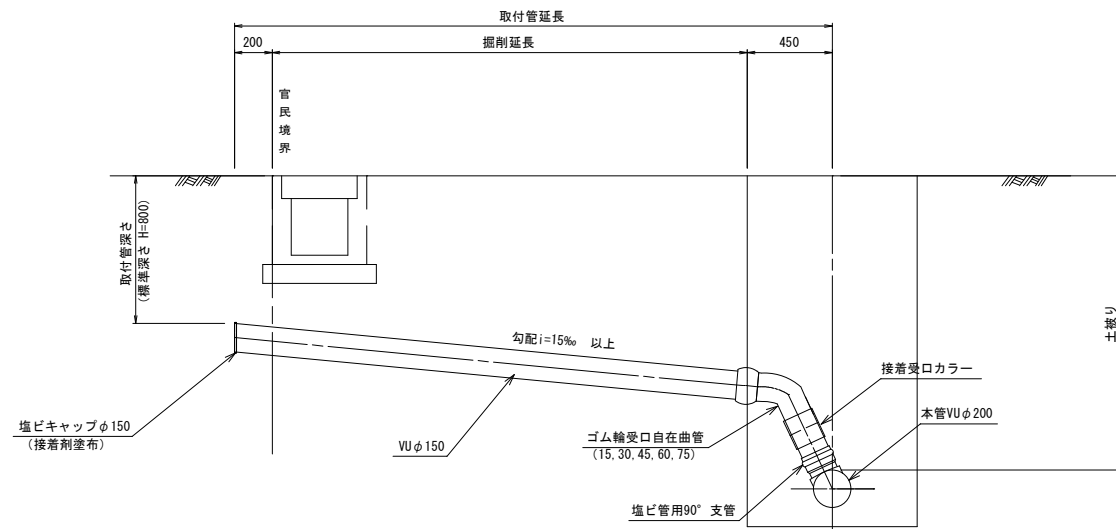 取付管延長
200
掘削延長
450
官民境界
取付管深さ
(標準深さ H=800)
土被り
勾配i=15‰ 以上
接着受口カラー
本管VUφ200
塩ビキャップφ150
(接着剤塗布)
VUφ150
ゴム輪受口自在曲管
(15,30,45,60,75)
塩ビ管用90° 支管